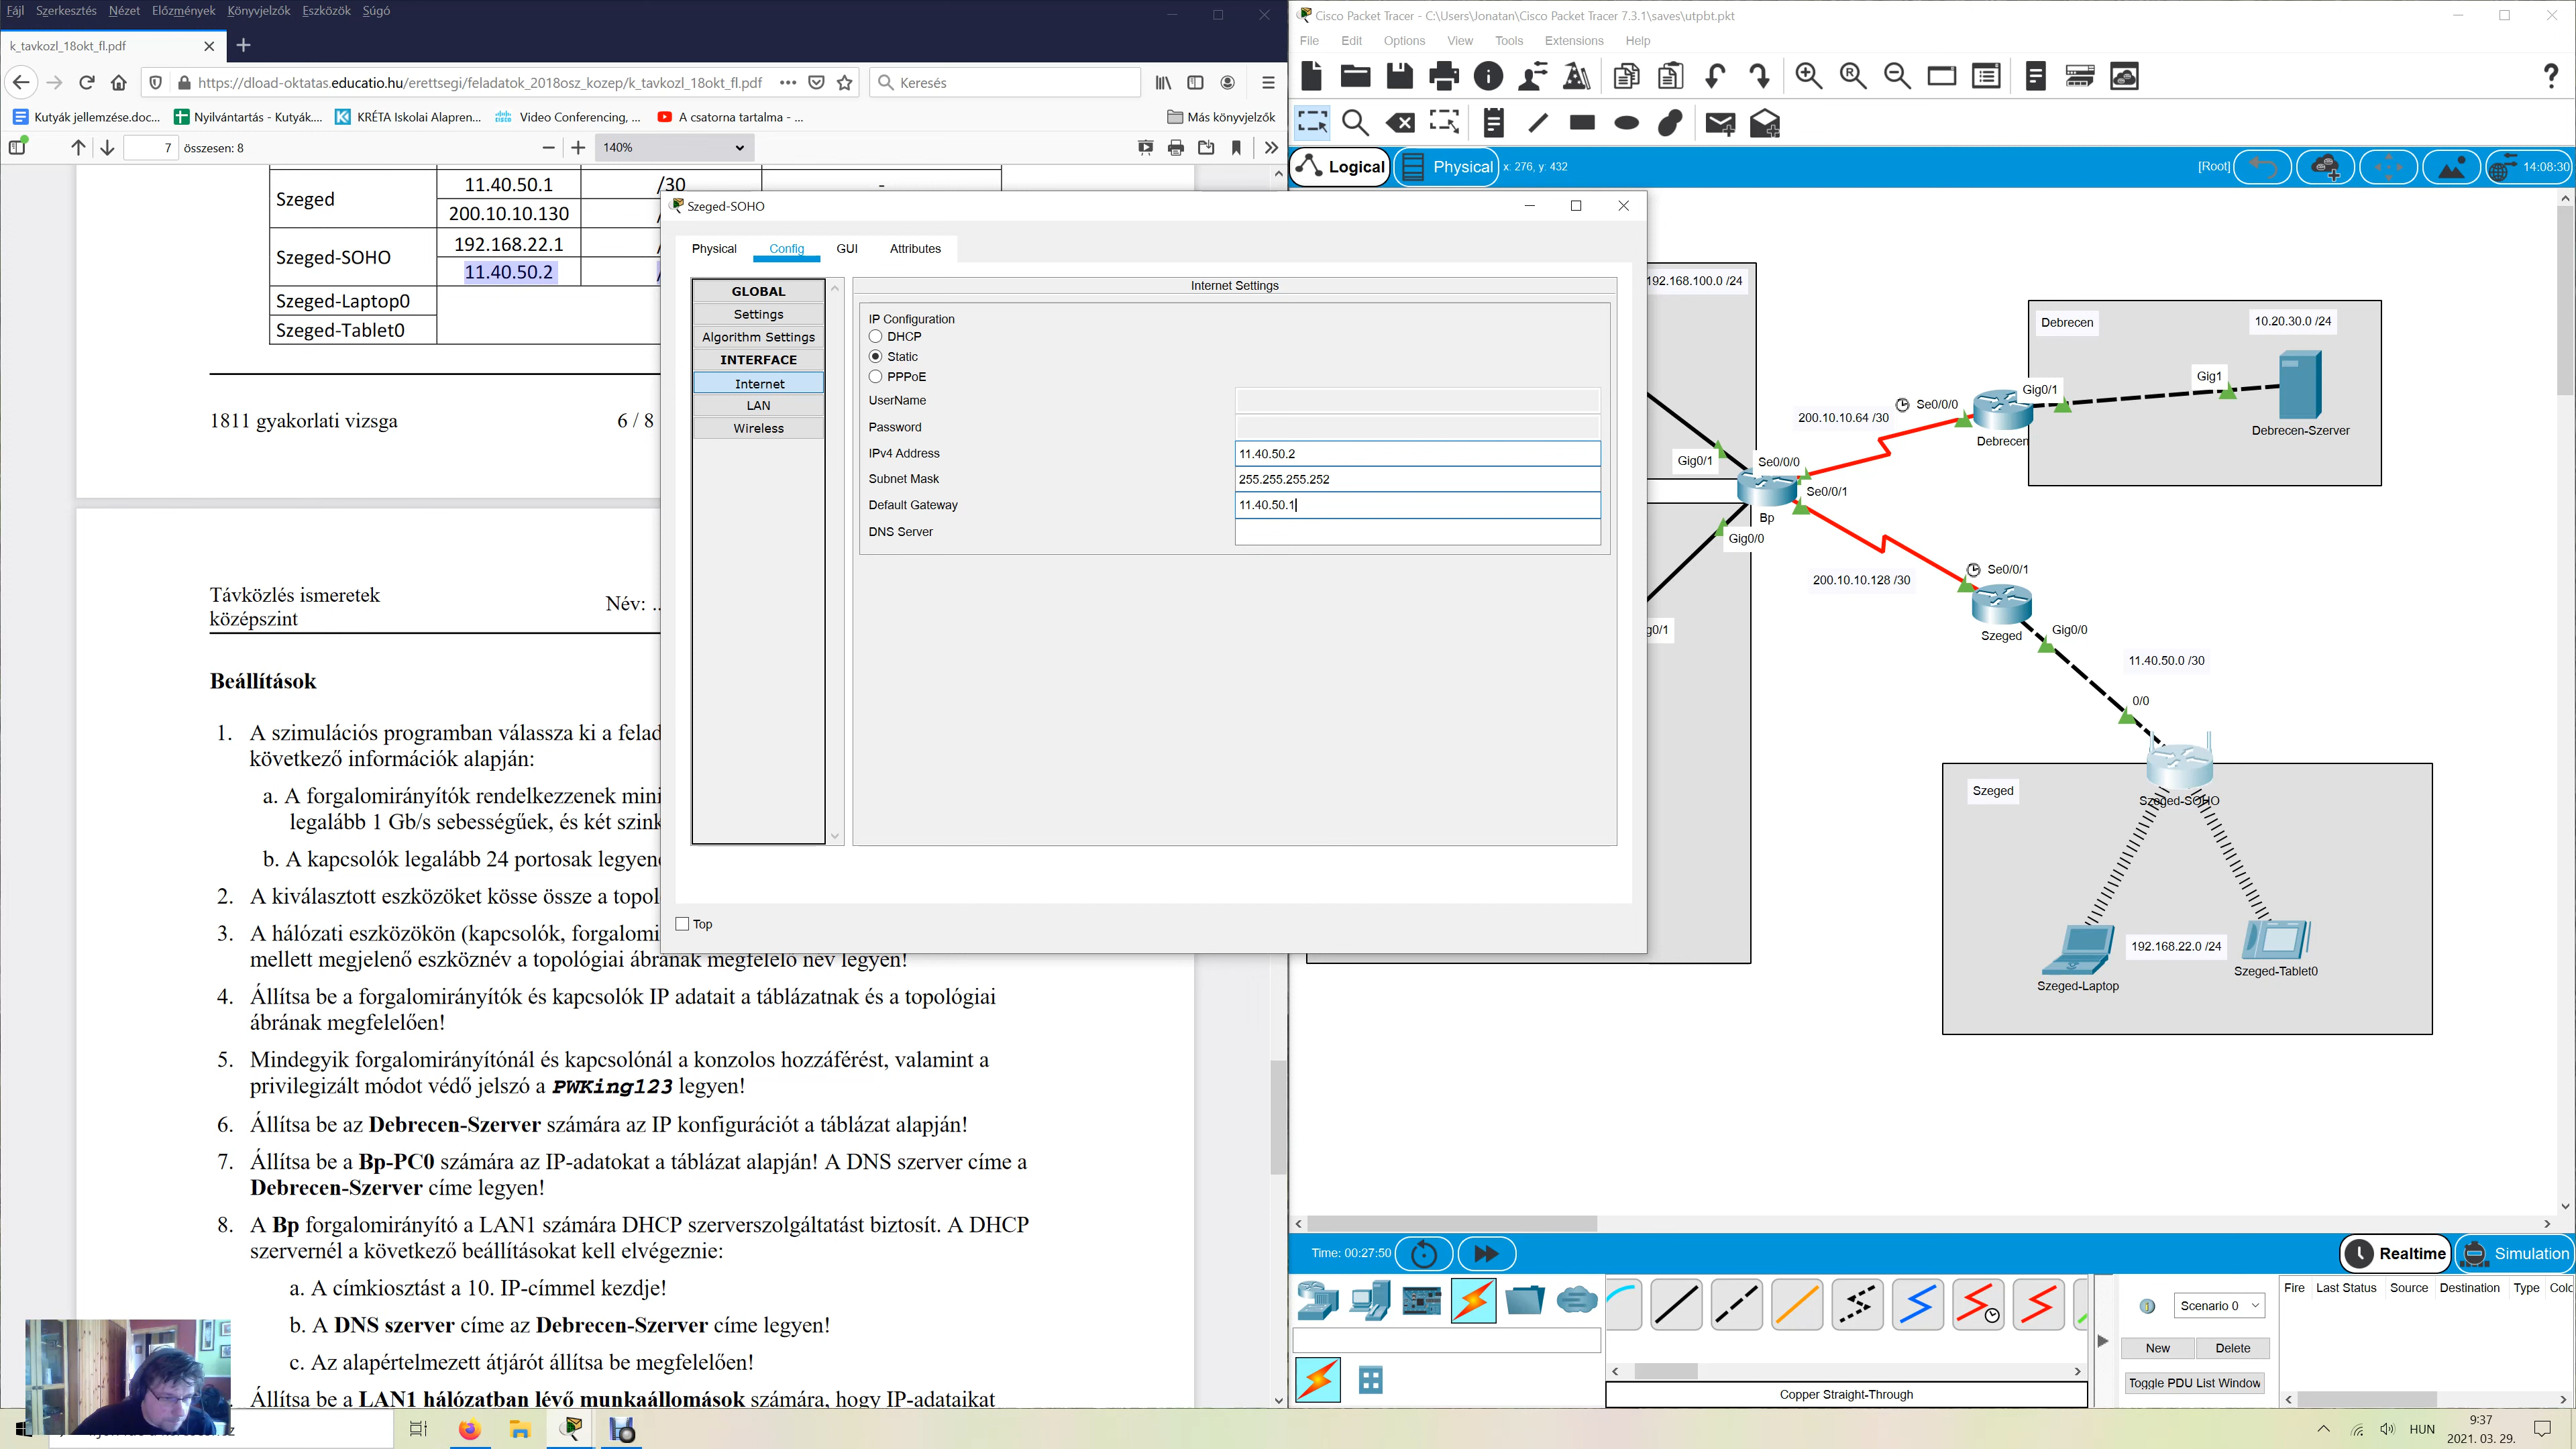 Fájl Szerkesztés Nézet Előzmények Könyvjelzők Eszközök Súgó
k_tavkozl_18okt_fl.pdf
https://dload-oktatas.educatio.hu/erettsegi/feladatok_2018osz_kozep/k_tavkozl_18okt_fl.pdf
Keresés
Kutyák jellemzése.doc...
Nyilvántartás - Kutyák....
KRÉTA Iskolai Alapren...
Video Conferencing, ...
A csatorna tartalma - ...
Más könyvjelzők
7 összesen: 8
140%
Szeged
11.40.50.1 /30 -
200.10.10.130
Szeged-SOHO
192.168.22.1
11.40.50.2
Szeged-Laptop0
Szeged-Tablet0
1811 gyakorlati vizsga 6 / 8
Távközlés ismeretek
középszint
Név: ..
Beállítások
1. A szimulációs programban válassza ki a felad
következő információk alapján:
a. A forgalomirányítók rendelkezzenek mini
legalább 1 Gb/s sebességűek, és két szink
b. A kapcsolók legalább 24 portosak legyene
2. A kiválasztott eszközöket kösse össze a topol
3. A hálózati eszközökön (kapcsolók, forgalomi
mellett megjelenő eszköznév a topológiai ábrának megfelelő név legyen!
4. Állítsa be a forgalomirányítók és kapcsolók IP adatait a táblázatnak és a topológiai
ábrának megfelelően!
5. Mindegyik forgalomirányítónál és kapcsolónál a konzolos hozzáférést, valamint a
privilegizált módot védő jelszó a PWKing123 legyen!
6. Állítsa be az Debrecen-Szerver számára az IP konfigurációt a táblázat alapján!
7. Állítsa be a Bp-PC0 számára az IP-adatokat a táblázat alapján! A DNS szerver címe a
Debrecen-Szerver címe legyen!
8. A Bp forgalomirányító a LAN1 számára DHCP szerverszolgáltatást biztosít. A DHCP
szervernél a következő beállításokat kell elvégeznie:
a. A címkiosztást a 10. IP-címmel kezdje!
b. A DNS szerver címe az Debrecen-Szerver címe legyen!
c. Az alapértelmezett átjárót állítsa be megfelelően!
Állítsa be a LAN1 hálózatban lévő munkaállomások számára, hogy IP-adataikat
Szeged-SOHO
Physical Config GUI Attributes
GLOBAL
Settings
Algorithm Settings
INTERFACE
Internet
LAN
Wireless
Internet Settings
IP Configuration
DHCP
Static
PPPoE
UserName
Password
IPv4 Address 11.40.50.2
Subnet Mask 255.255.255.252
Default Gateway 11.40.50.1
DNS Server
Top
Cisco Packet Tracer - C:\Users\Jonatan\Cisco Packet Tracer 7.3.1\saves\utpbt.pkt
File Edit Options View Tools Extensions Help
Logical Physical x: 276, y: 432
[Root] 14:08:30
192.168.100.0 /24
Debrecen
10.20.30.0 /24
Gig1
Gig0/1
Debrecen-Szerver
Se0/0/0
200.10.10.64 /30
Debrecen
Gig0/1
Se0/0/0
Se0/0/1
Bp
Gig0/0
200.10.10.128 /30
Se0/0/1
Szeged
Gig0/0
g0/1
11.40.50.0 /30
0/0
Szeged
Szeged-SOHO
192.168.22.0 /24
Szeged-Laptop
Szeged-Tablet0
Time: 00:27:50
Realtime Simulation
Scenario 0
New Delete
Toggle PDU List Window
Fire Last Status Source Destination Type Colo
Copper Straight-Through
HUN
9:37
2021. 03. 29.